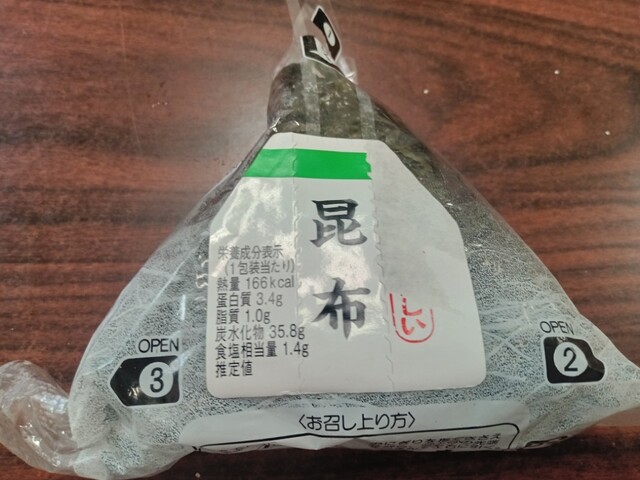 昆布
栄養成分表示
(1包装当たり)
熱量 166kcal
蛋白質 3.4g
脂質 1.0g
炭水化物 35.8g
食塩相当量 1.4g
推定値
OPEN
3
OPEN
2
〈お召し上り方〉